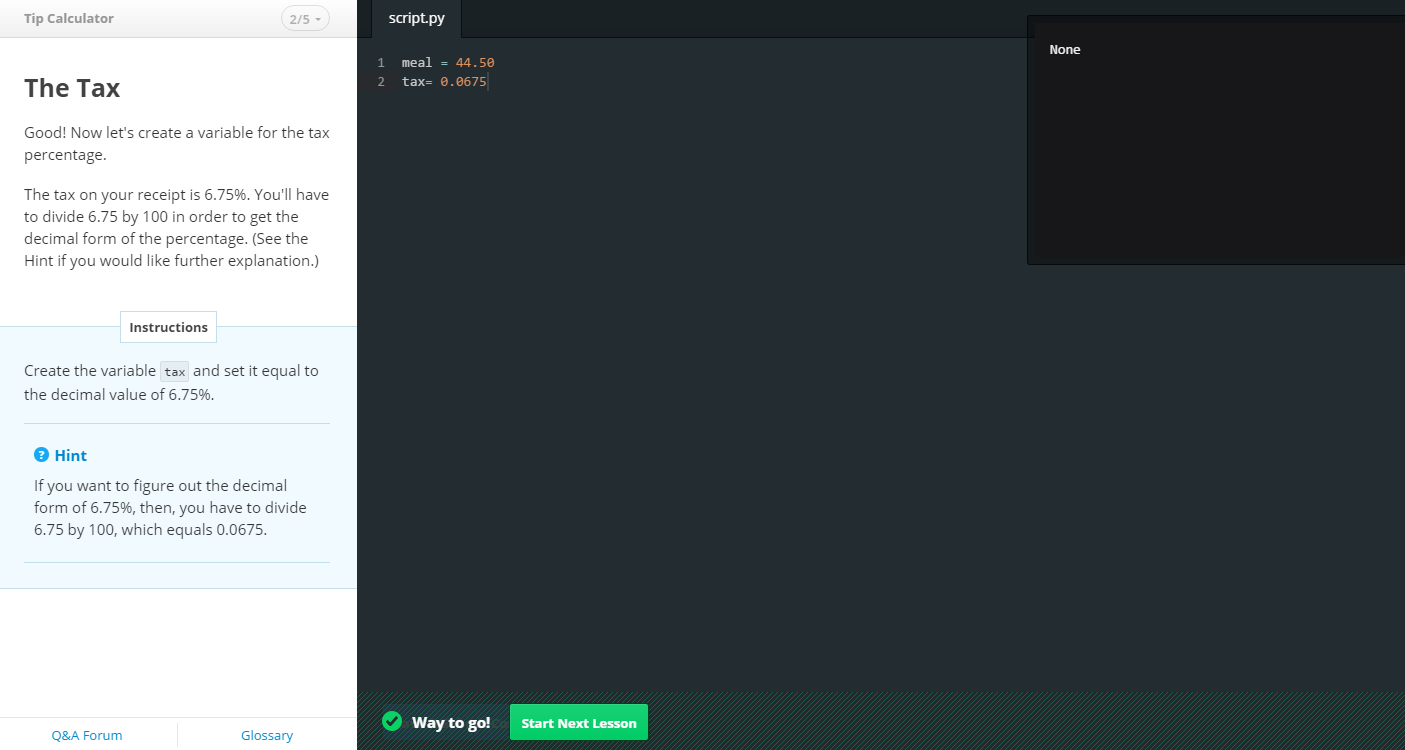 Tip Calculator
2/5
script.py
The Tax
Good! Now let's create a variable for the tax
percentage.
The tax on your receipt is 6.75%. You'll have
to divide 6.75 by 100 in order to get the
decimal form of the percentage. (See the
Hint if you would like further explanation.)
Instructions
Create the variable tax and set it equal to
the decimal value of 6.75%.
? Hint
If you want to figure out the decimal
form of 6.75%, then, you have to divide
6.75 by 100, which equals 0.0675.
Q&A Forum
Glossary
1 meal = 44.50
2 tax= 0.0675
None
Way to go!
Start Next Lesson